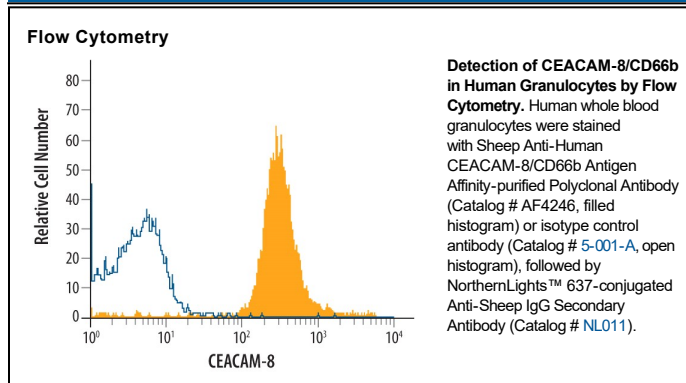 Flow Cytometry
80
70
60
50
40
30
20
10
0
Relative Cell Number
10⁰ 10¹ 10² 10³ 10⁴
CEACAM-8
Detection of CEACAM-8/CD66b
in Human Granulocytes by Flow
Cytometry. Human whole blood
granulocytes were stained
with Sheep Anti-Human
CEACAM-8/CD66b Antigen
Affinity-purified Polyclonal Antibody
(Catalog # AF4246, filled
histogram) or isotype control
antibody (Catalog # 5-001-A, open
histogram), followed by
NorthernLights™ 637-conjugated
Anti-Sheep IgG Secondary
Antibody (Catalog # NL011).